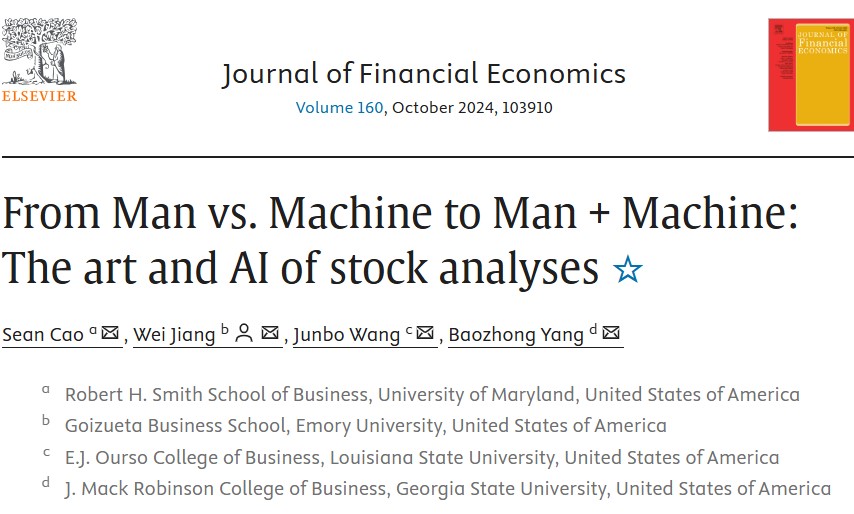 ELSEVIER
Journal of Financial Economics
Volume 160, October 2024, 103910
JOURNAL OF
Financial
ECONOMICS
From Man vs. Machine to Man + Machine:
The art and AI of stock analyses ☆
Sean Cao a, Wei Jiang b, Junbo Wang c, Baozhong Yang d
a Robert H. Smith School of Business, University of Maryland, United States of America
b Goizueta Business School, Emory University, United States of America
c E.J. Ourso College of Business, Louisiana State University, United States of America
d J. Mack Robinson College of Business, Georgia State University, United States of America